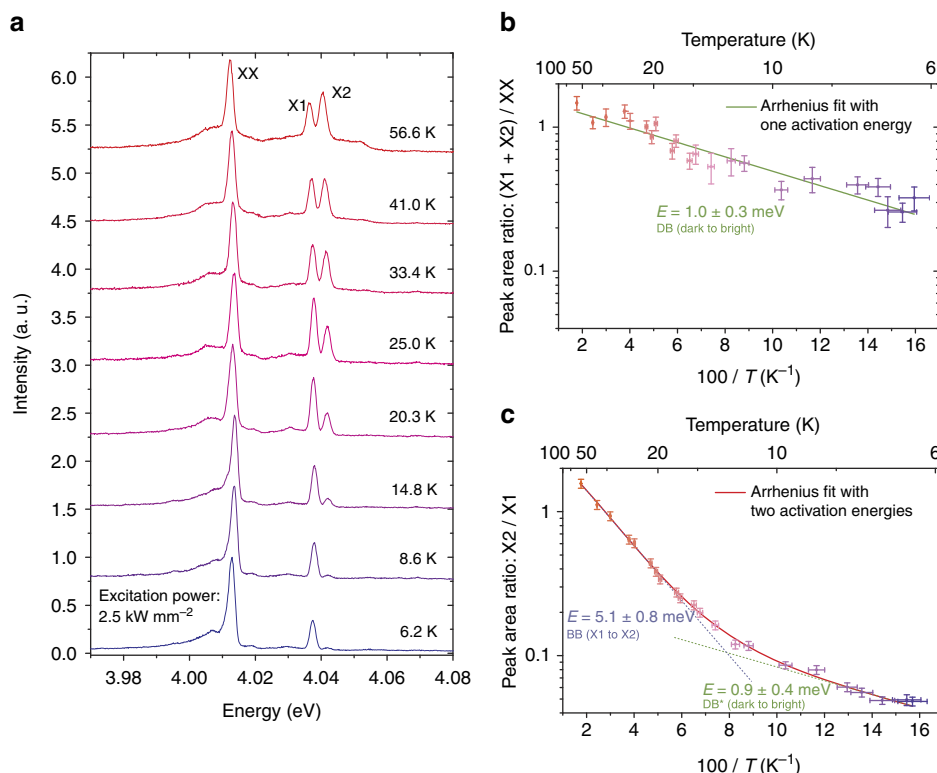 a
6.0
5.5
5.0
4.5
4.0
3.5
3.0
2.5
2.0
1.5
1.0
0.5
0.0
Intensity (a. u.)
XX
X1
X2
56.6 K
41.0 K
33.4 K
25.0 K
20.3 K
14.8 K
8.6 K
6.2 K
Excitation power:
2.5 kW mm⁻²
3.98 4.00 4.02 4.04 4.06 4.08
Energy (eV)
b
Temperature (K)
100 50 20 10 6
Peak area ratio: (X1 + X2) / XX
1
0.1
Arrhenius fit with
one activation energy
E = 1.0 ± 0.3 meV
DB (dark to bright)
2 4 6 8 10 12 14 16
100 / T (K⁻¹)
c
Temperature (K)
100 50 20 10 6
Peak area ratio: X2 / X1
1
0.1
Arrhenius fit with
two activation energies
E = 5.1 ± 0.8 meV
BB (X1 to X2)
E = 0.9 ± 0.4 meV
DB* (dark to bright)
2 4 6 8 10 12 14 16
100 / T (K⁻¹)